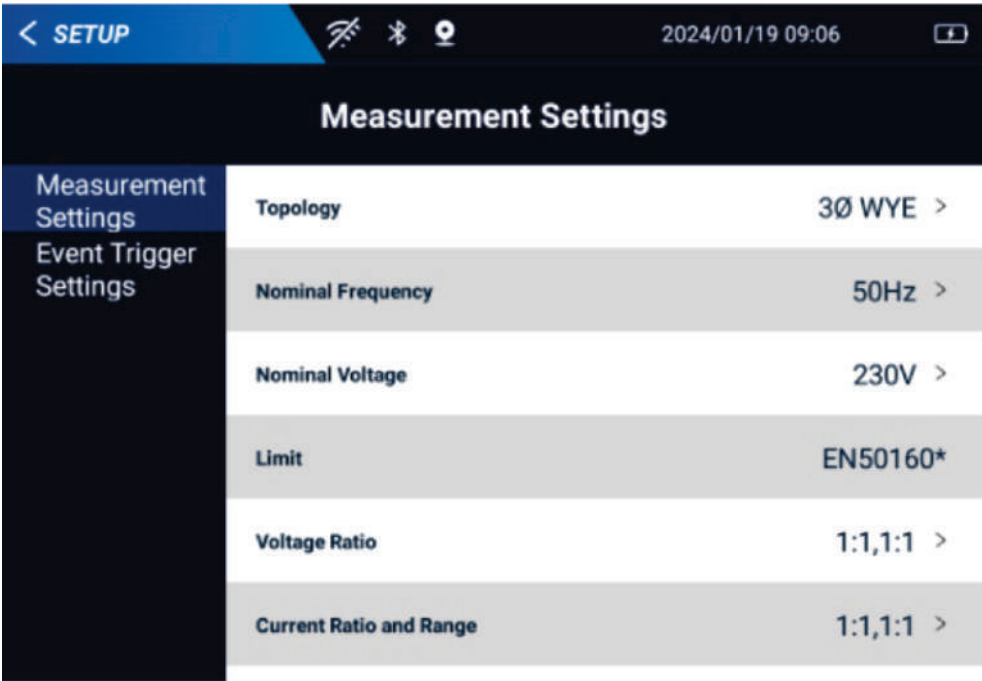 < SETUP
2024/01/19 09:06
Measurement Settings
Measurement
Settings
Event Trigger
Settings
Topology 3Ø WYE >
Nominal Frequency 50Hz >
Nominal Voltage 230V >
Limit EN50160*
Voltage Ratio 1:1,1:1 >
Current Ratio and Range 1:1,1:1 >